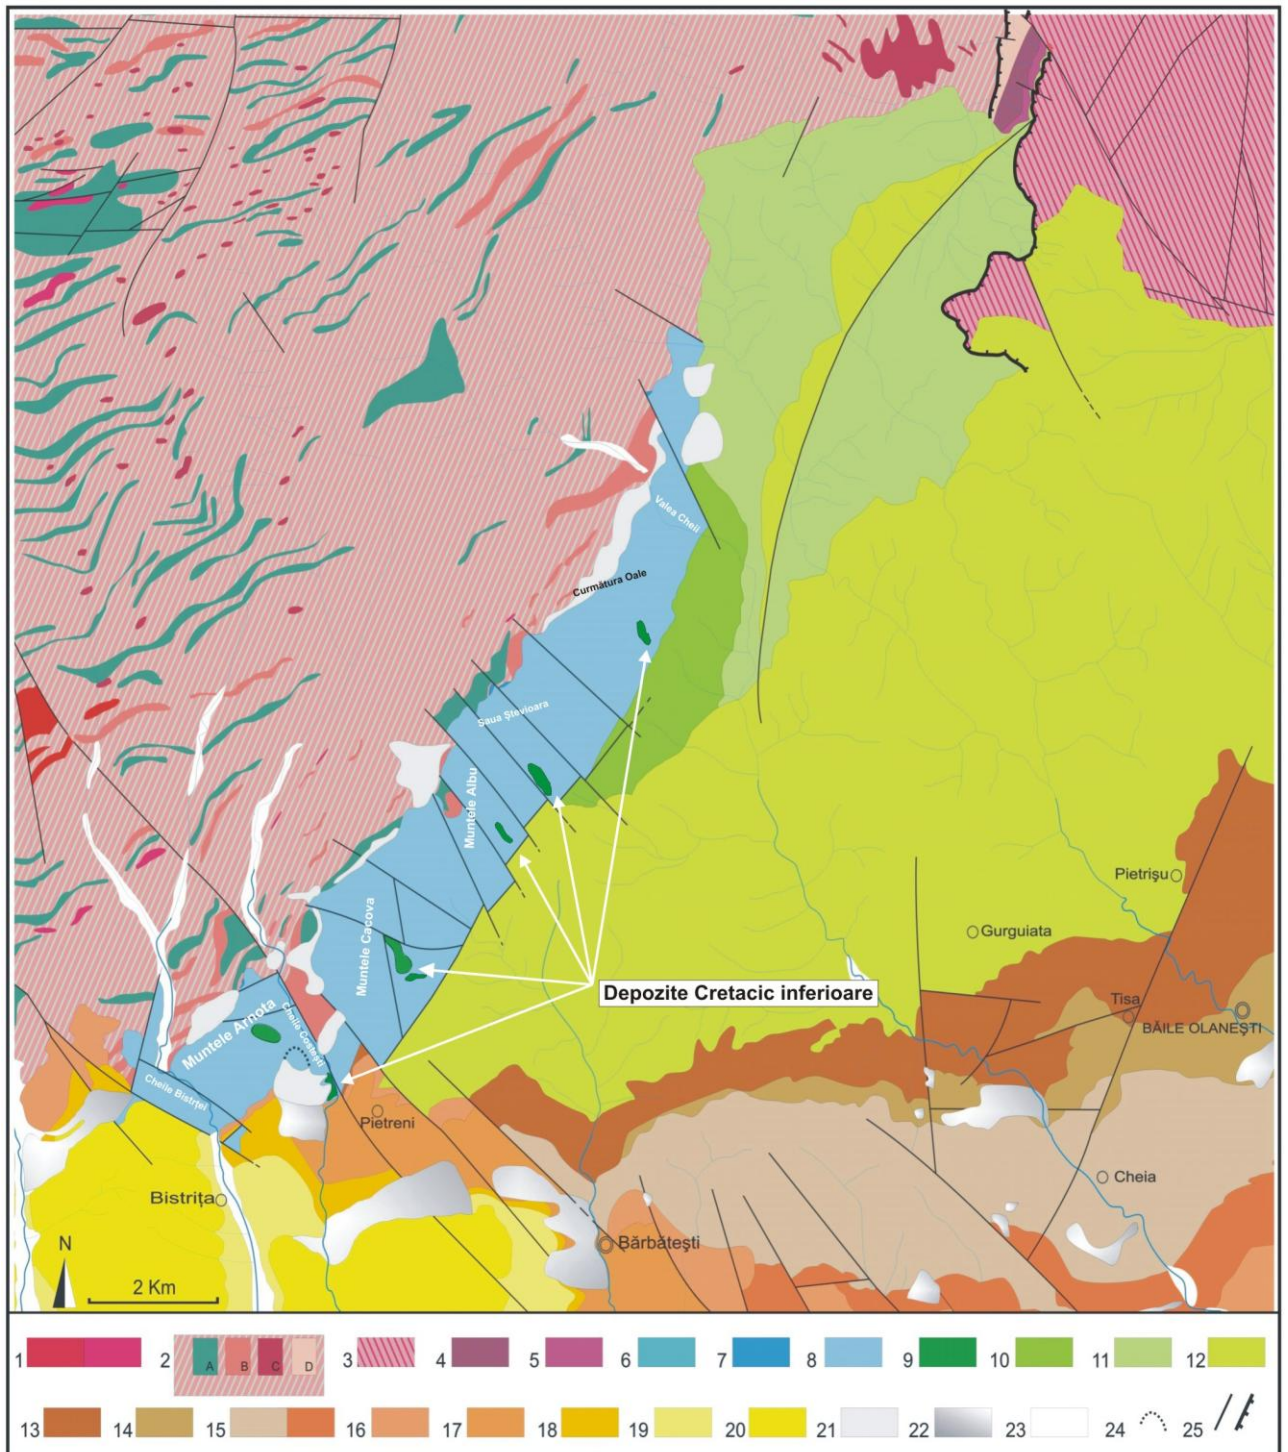 Valea Cheii
Curmătura Oale
Saua Ştevioara
Muntele Albu
Muntele Cacova
Muntele Arnota
Cheile Costeşti
Cheile Bistrţei
Depozite Cretacic inferioare
Pietrişu
Gurguiata
Tisa
BĂILE OLANEŞTI
Pietreni
Cheia
Bistriţa
Bărbăteşti
N
2 Km
1 2 A B C D 3 4 5 6 7 8 9 10 11 12
13 14 15 16 17 18 19 20 21 22 23 24 25